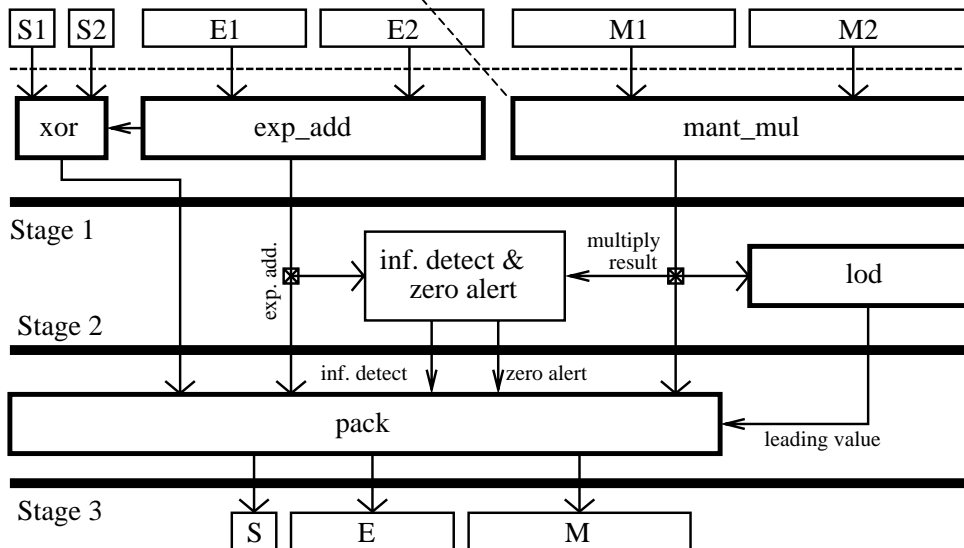 S1 S2 E1 E2 M1 M2
xor exp_add mant_mul
Stage 1
exp. add.
inf. detect &
zero alert
multiply
result
lod
Stage 2
inf. detect zero alert
pack
leading value
Stage 3
S E M